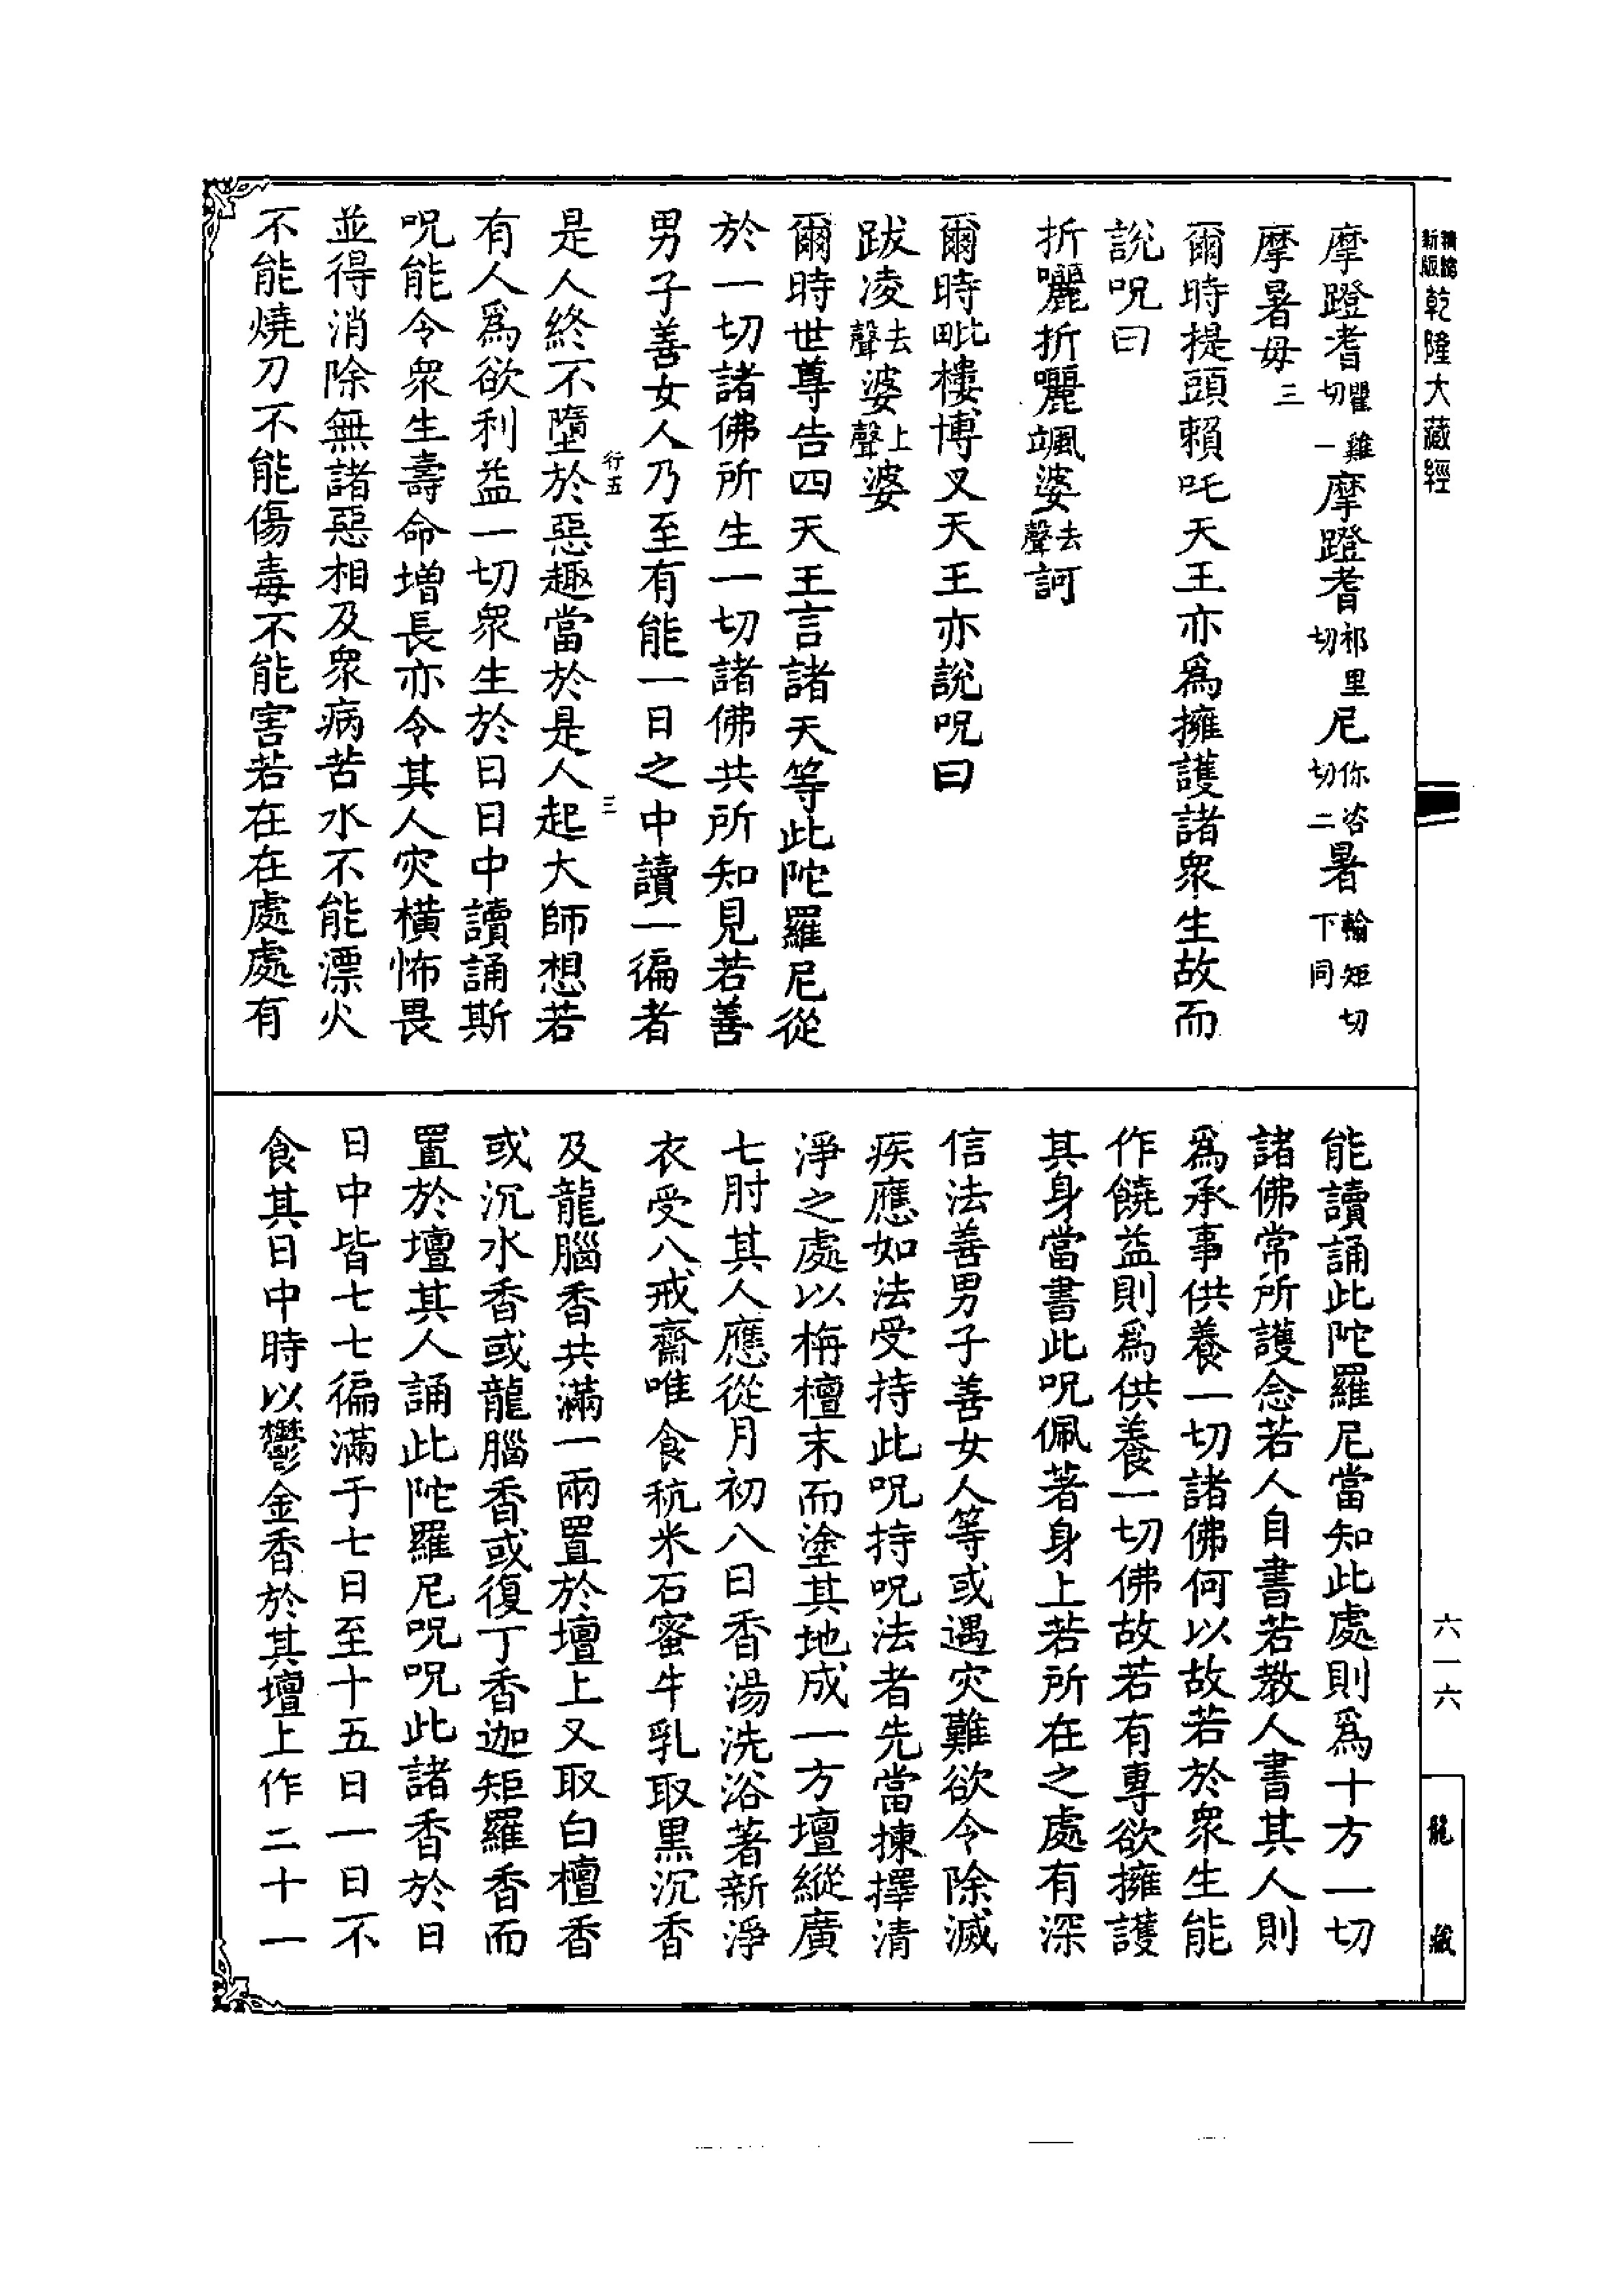 新版
精縮
乾隆大藏經
摩蹬耆瞿雞切一摩蹬耆祁里切尼你咨切二暑輸矩切下同
摩暑母三
爾時提頭賴吒天王亦爲擁護諸衆生故而
說呪曰
折囇折囇颯婆去聲訶
爾時毗樓博叉天王亦說呪曰
跋凌去聲婆上聲婆
爾時世尊告四天王言諸天等此陀羅尼從
於一切諸佛所生一切諸佛共所知見若善
男子善女人乃至有能一日之中讀一徧者
行五 三
是人終不墮於惡趣當於是人起大師想若
有人爲欲利益一切衆生於日日中讀誦斯
呪能令衆生壽命增長亦令其人灾橫怖畏
並得消除無諸惡相及衆病苦水不能漂火
不能燒刀不能傷毒不能害若在在處處有
能讀誦此陀羅尼當知此處則爲十方一切
諸佛常所護念若人自書若教人書其人則
爲承事供養一切諸佛何以故若於衆生能
作饒益則爲供養一切佛故若有專欲擁護
其身當書此呪佩著身上若所在之處有深
信法善男子善女人等或遇灾難欲令除滅
疾應如法受持此呪持呪法者先當揀擇清
淨之處以栴檀末而塗其地成一方壇縱廣
七肘其人應從月初八日香湯洗浴著新淨
衣受八戒齋唯食秔米石蜜牛乳取黑沉香
及龍腦香共滿一兩置於壇上又取白檀香
或沉水香或龍腦香或復丁香迦矩羅香而
置於壇其人誦此陀羅尼呪呪此諸香於日
日中皆七七徧滿于七日至十五日一日不
食其日中時以鬱金香於其壇上作二十一
六一六
龍藏